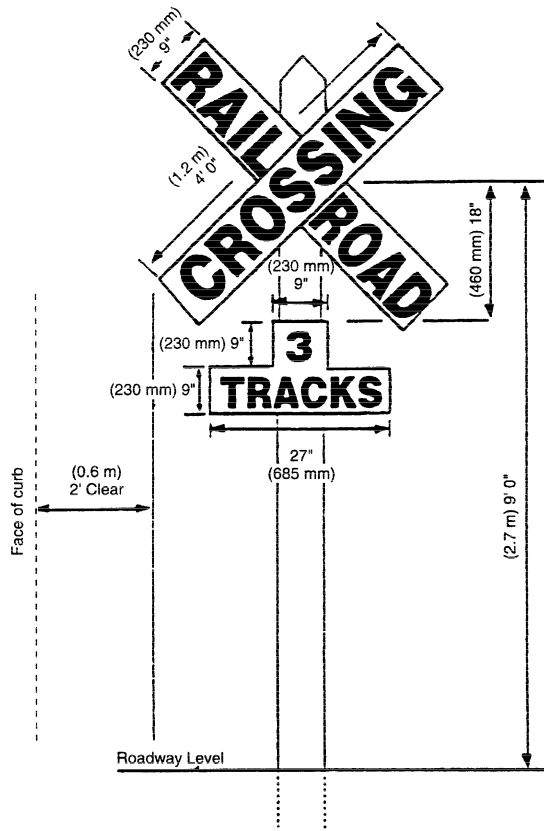 (230 mm)
9"
RAIL
ROAD
CROSSING
(1.2 m)
4' 0"
(460 mm) 18"
(230 mm)
9"
(230 mm) 9"
3
(230 mm) 9"
TRACKS
27"
(685 mm)
(0.6 m)
2' Clear
Face of curb
(2.7 m) 9' 0"
Roadway Level